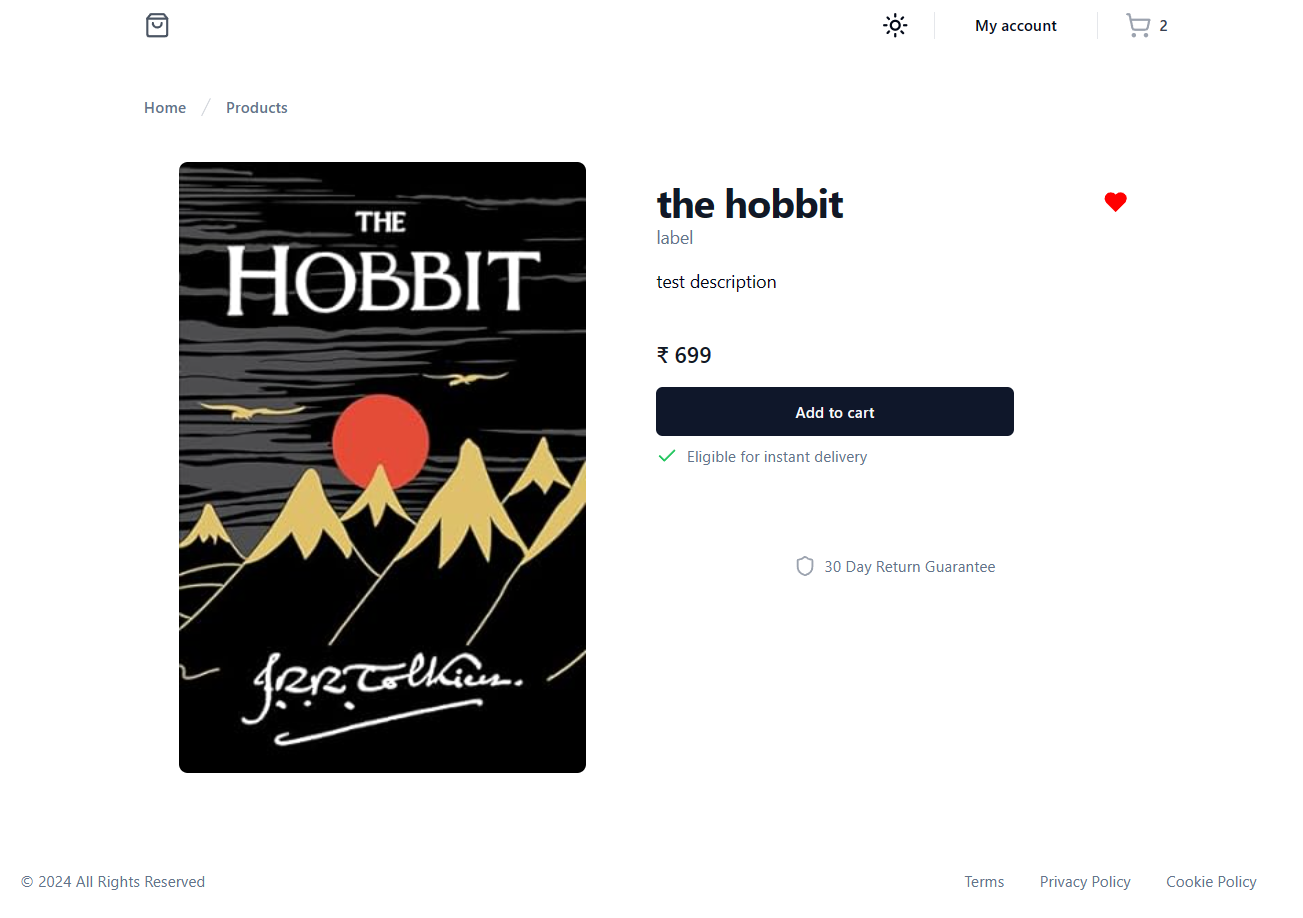 My account
2
Home / Products
THE
HOBBIT
J.R.R. Tolkien.
the hobbit
label
test description
₹ 699
Add to cart
Eligible for instant delivery
30 Day Return Guarantee
© 2024 All Rights Reserved
Terms
Privacy Policy
Cookie Policy